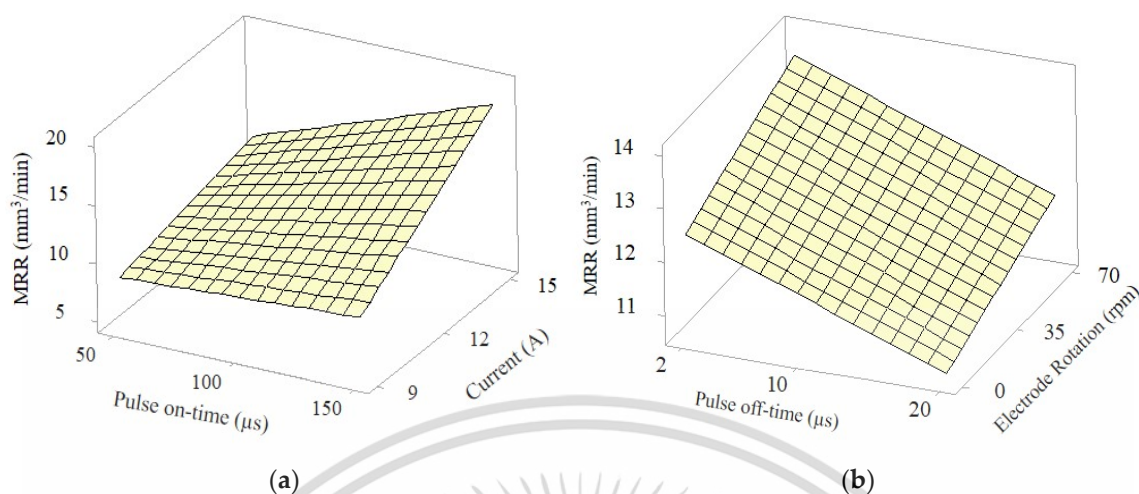 MRR (mm³/min)
20
15
10
5
50
100
150
Pulse on-time (µs)
9
12
15
Current (A)
(a)
MRR (mm³/min)
14
13
12
11
2
10
20
Pulse off-time (µs)
0
35
70
Electrode Rotation (rpm)
(b)